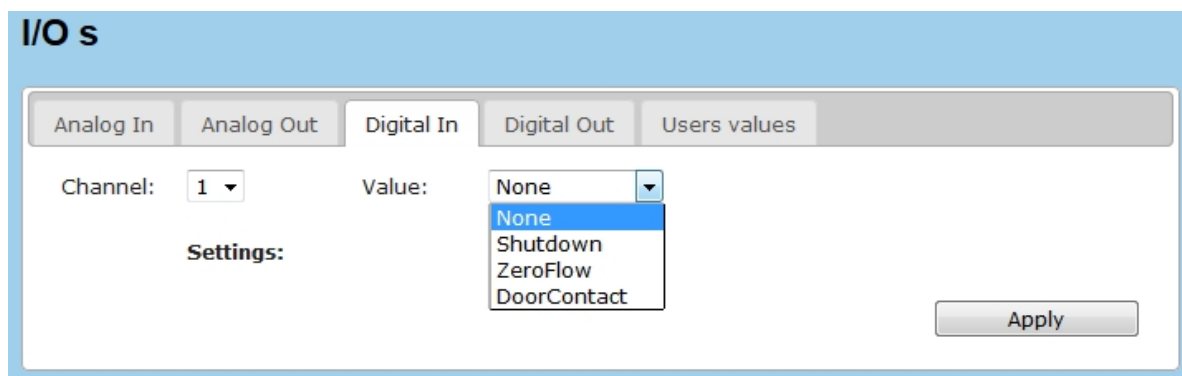 I/O s
Analog In Analog Out Digital In Digital Out Users values
Channel: 1 Value: None
None
Shutdown
Settings:
ZeroFlow
DoorContact
Apply